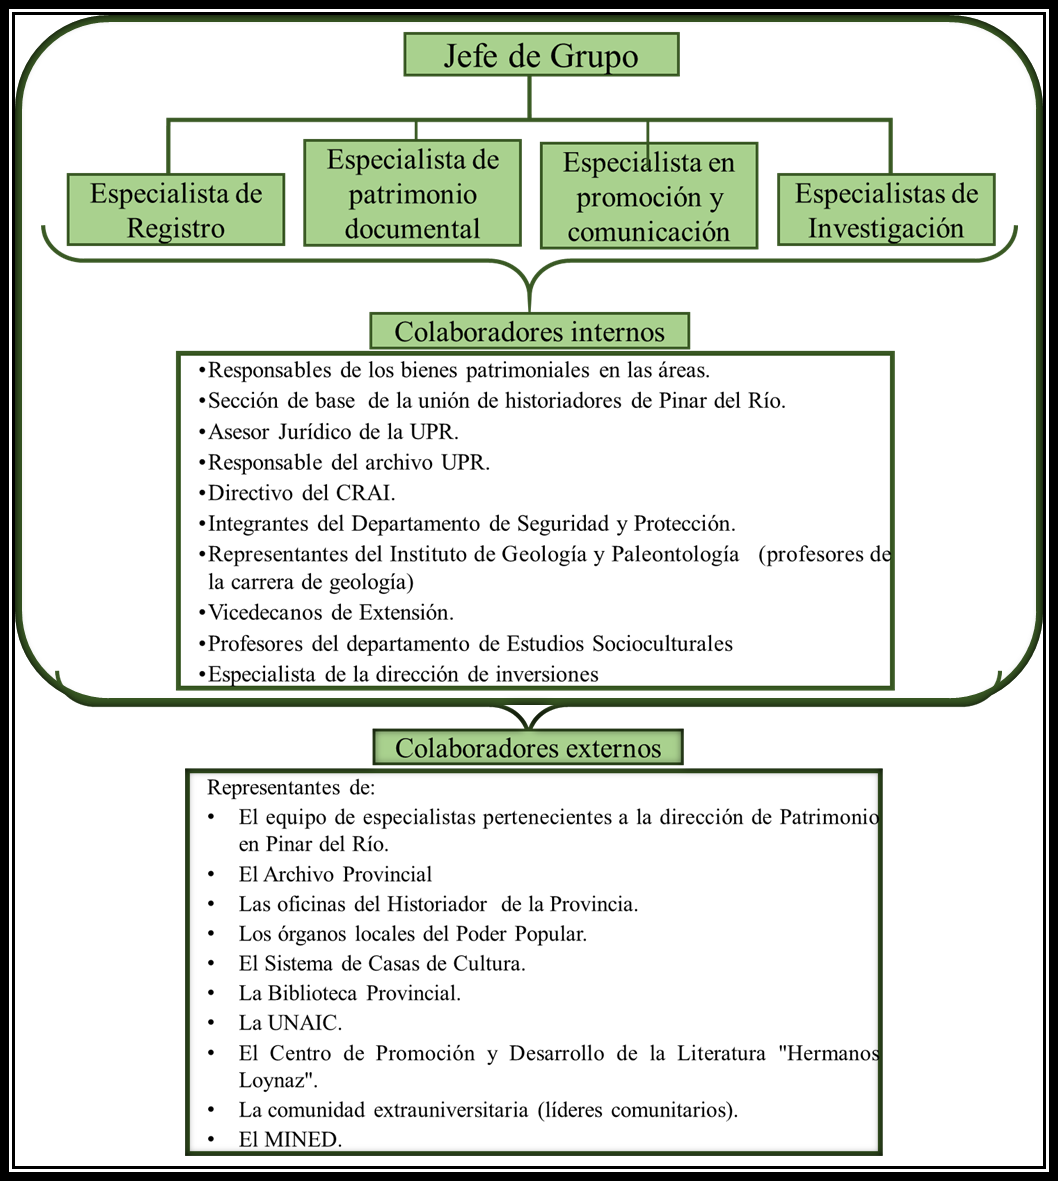 Jefe de Grupo
Especialista de
Registro
Especialista de
patrimonio
documental
Especialista en
promoción y
comunicación
Especialistas de
Investigación
Colaboradores internos
•Responsables de los bienes patrimoniales en las áreas.
•Sección de base de la unión de historiadores de Pinar del Río.
•Asesor Jurídico de la UPR.
•Responsable del archivo UPR.
•Directivo del CRAI.
•Integrantes del Departamento de Seguridad y Protección.
•Representantes del Instituto de Geología y Paleontología (profesores de
la carrera de geología)
•Vicedecanos de Extensión.
•Profesores del departamento de Estudios Socioculturales
•Especialista de la dirección de inversiones
Colaboradores externos
Representantes de:
• El equipo de especialistas pertenecientes a la dirección de Patrimonio
en Pinar del Río.
• El Archivo Provincial
• Las oficinas del Historiador de la Provincia.
• Los órganos locales del Poder Popular.
• El Sistema de Casas de Cultura.
• La Biblioteca Provincial.
• La UNAIC.
• El Centro de Promoción y Desarrollo de la Literatura "Hermanos
Loynaz".
• La comunidad extrauniversitaria (líderes comunitarios).
• El MINED.